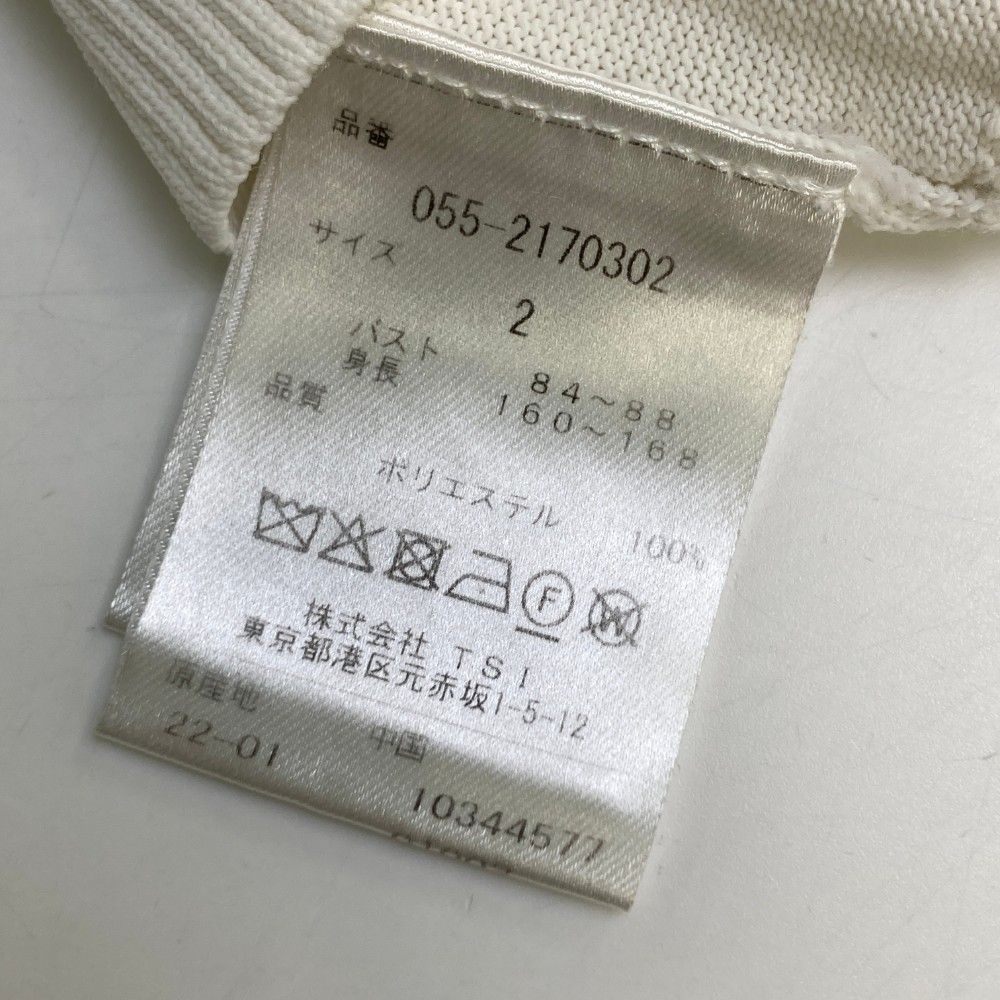 品番
055-2170302
サイズ
2
バスト 84～88
身長 160～168
品質
ポリエステル 100%
F
W
株式会社 TSI
東京都港区元赤坂1-5-12
原産地 中国
22-01
10344577